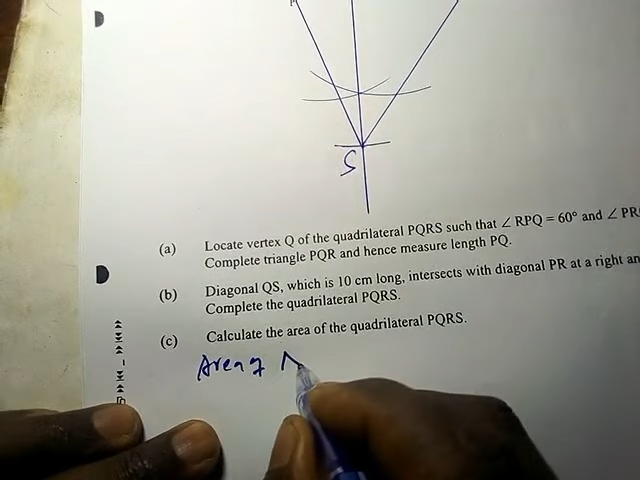 S
(a) Locate vertex Q of the quadrilateral PQRS such that ∠ RPQ = 60° and ∠ PR
Complete triangle PQR and hence measure length PQ.
(b) Diagonal QS, which is 10 cm long, intersects with diagonal PR at a right an
Complete the quadrilateral PQRS.
(c) Calculate the area of the quadrilateral PQRS.
Area of